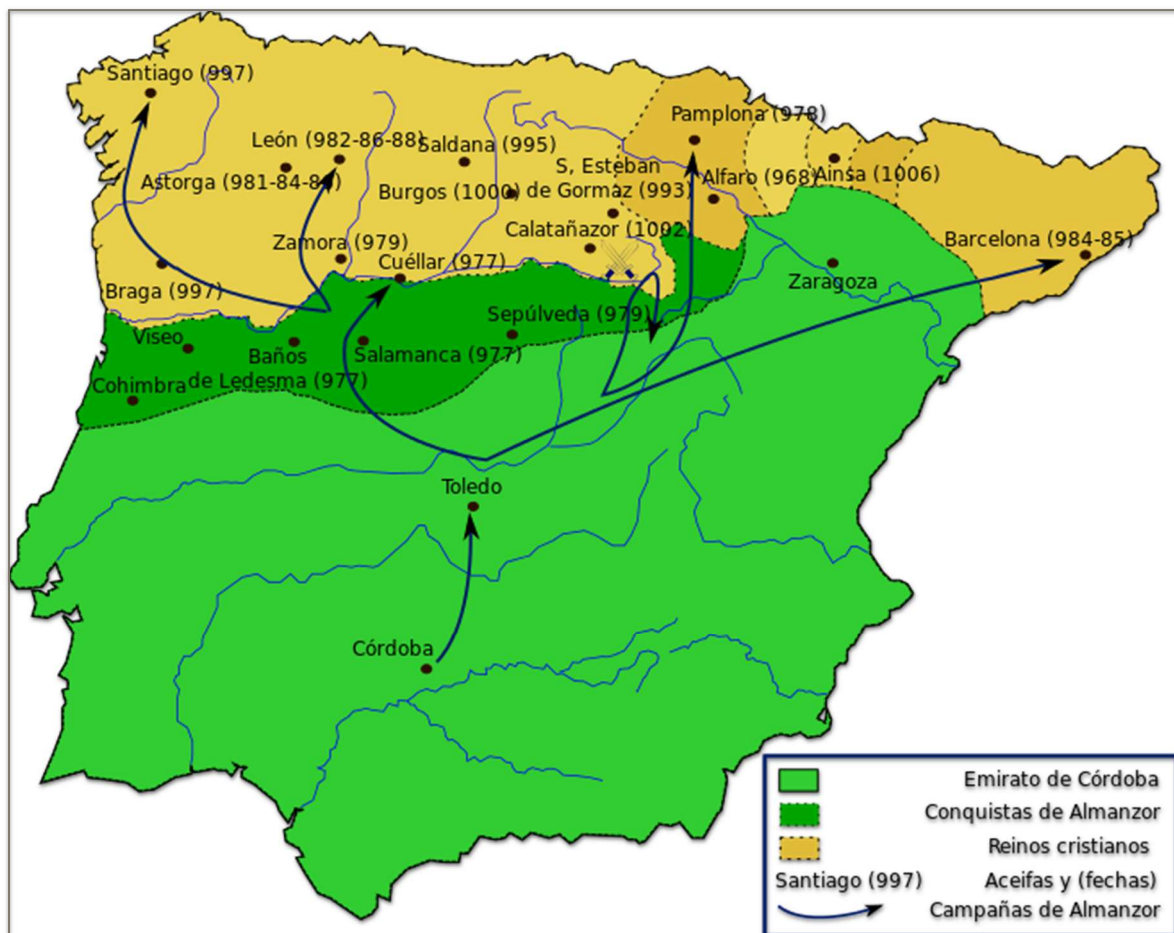 Santiago (997)
Pamplona (978)
León (982-86-88)
Saldana (995)
S, Esteban
de Gormaz (993)
Astorga
Burgos (1000)
Alfaro (968)
Ainsa (1006)
Calatañazor (1002)
Zamora (979)
Cuéllar (977)
Barcelona (984-85)
Zaragoza
Braga (997)
Sepúlveda (979)
Viseo
Baños
de Ledesma (977)
Salamanca (977)
Cohimbra
Toledo
Córdoba
Emirato de Córdoba
Conquistas de Almanzor
Reinos cristianos
Santiago (997) Aceifas y (fechas)
Campañas de Almanzor